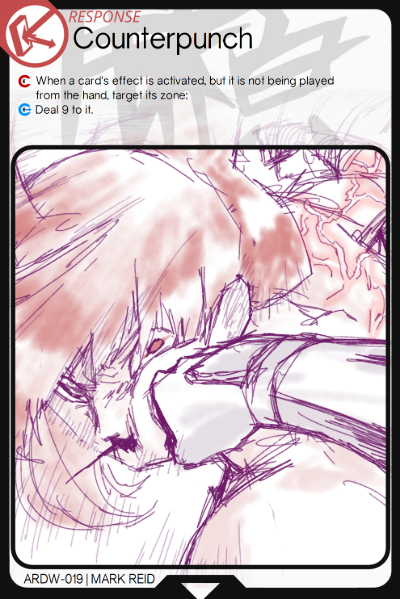 RESPONSE
Counterpunch
C When a card's effect is activated, but it is not being played
from the hand, target its zone:
E Deal 9 to it.
ARDW-019 | MARK REID